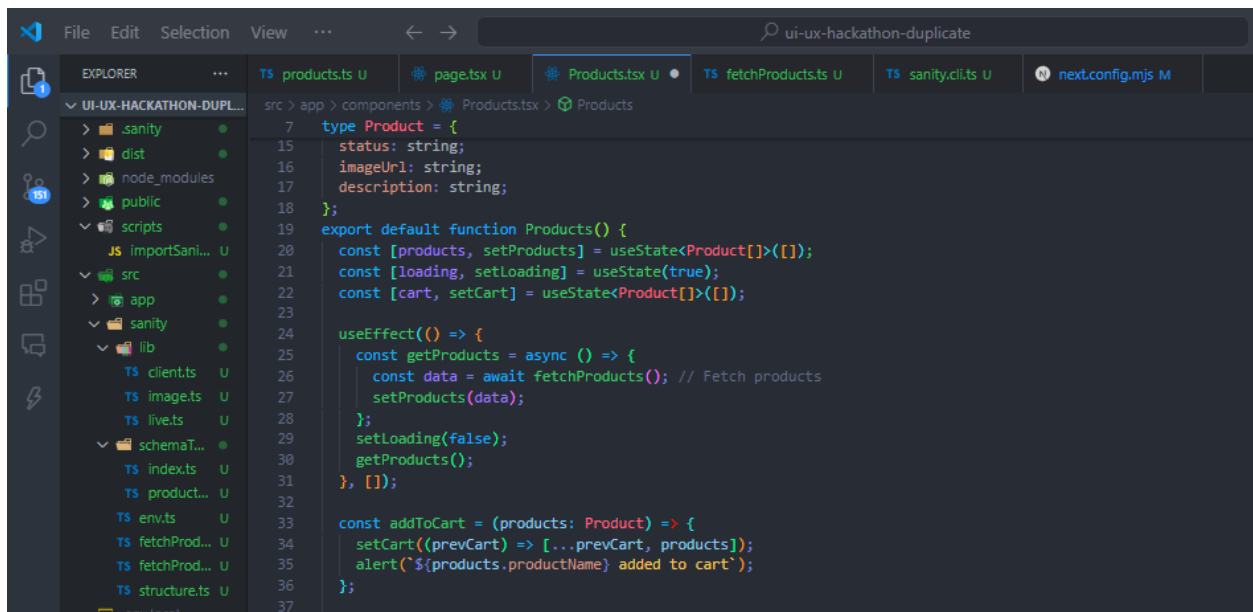 File Edit Selection View ··· ← → ui-ux-hackathon-duplicate
EXPLORER ···
TS products.ts U page.tsx U Products.tsx U ● TS fetchProducts.ts U TS sanity.cli.ts U N next.config.mjs M
1
UI-UX-HACKATHON-DUPL...
.sanity
dist
node_modules
public
scripts
151
JS importSani... U
src
app
sanity
lib
TS client.ts U
TS image.ts U
TS live.ts U
schemaT...
TS index.ts U
TS product... U
TS env.ts U
TS fetchProd... U
TS fetchProd... U
TS structure.ts U
src > app > components > Products.tsx > Products
7 type Product = {
15 status: string;
16 imageUrl: string;
17 description: string;
18 };
19 export default function Products() {
20 const [products, setProducts] = useState<Product[]>([]);
21 const [loading, setLoading] = useState(true);
22 const [cart, setCart] = useState<Product[]>([]);
23
24 useEffect(() => {
25 const getProducts = async () => {
26 const data = await fetchProducts(); // Fetch products
27 setProducts(data);
28 };
29 setLoading(false);
30 getProducts();
31 }, []);
32
33 const addToCart = (products: Product) => {
34 setCart((prevCart) => [...prevCart, products]);
35 alert(`${products.productName} added to cart`);
36 };
37